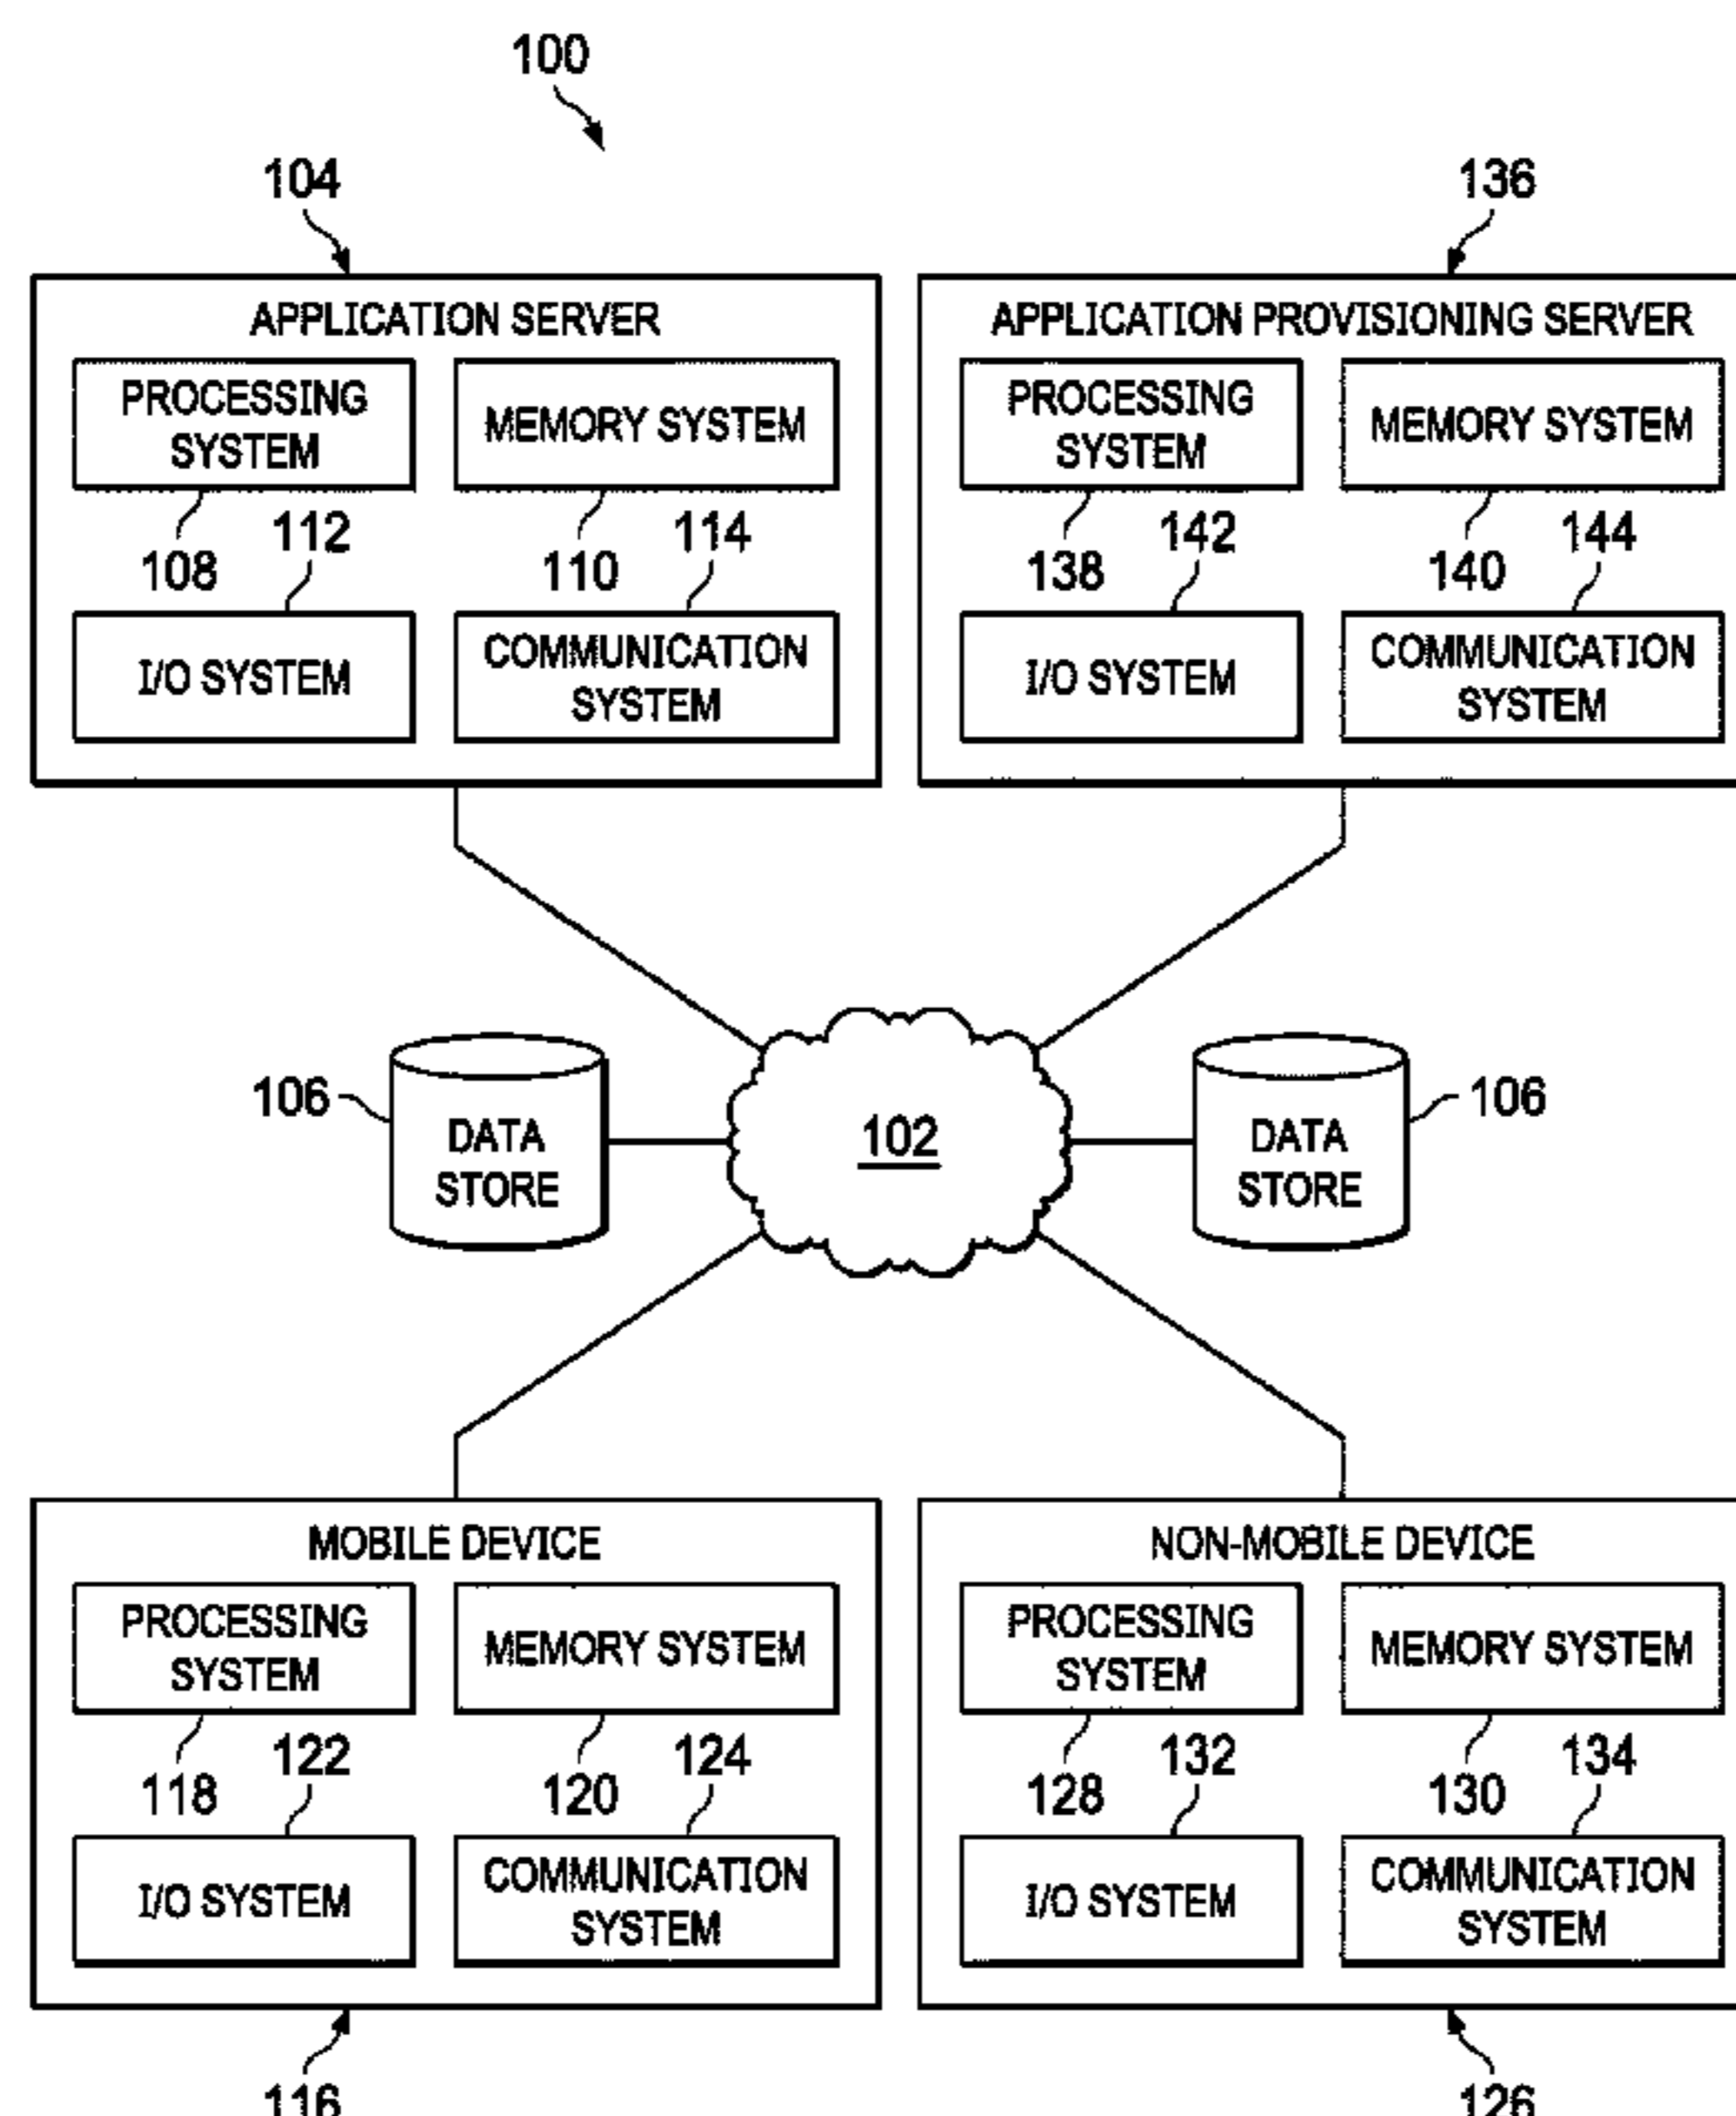 100
104
136
APPLICATION SERVER
PROCESSING
SYSTEM
MEMORY SYSTEM
108
112
110
114
I/O SYSTEM
COMMUNICATION
SYSTEM
APPLICATION PROVISIONING SERVER
PROCESSING
SYSTEM
MEMORY SYSTEM
138
142
140
144
I/O SYSTEM
COMMUNICATION
SYSTEM
106
DATA
STORE
102
DATA
STORE
106
MOBILE DEVICE
PROCESSING
SYSTEM
MEMORY SYSTEM
118
122
120
124
I/O SYSTEM
COMMUNICATION
SYSTEM
NON-MOBILE DEVICE
PROCESSING
SYSTEM
MEMORY SYSTEM
128
132
130
134
I/O SYSTEM
COMMUNICATION
SYSTEM
116
126